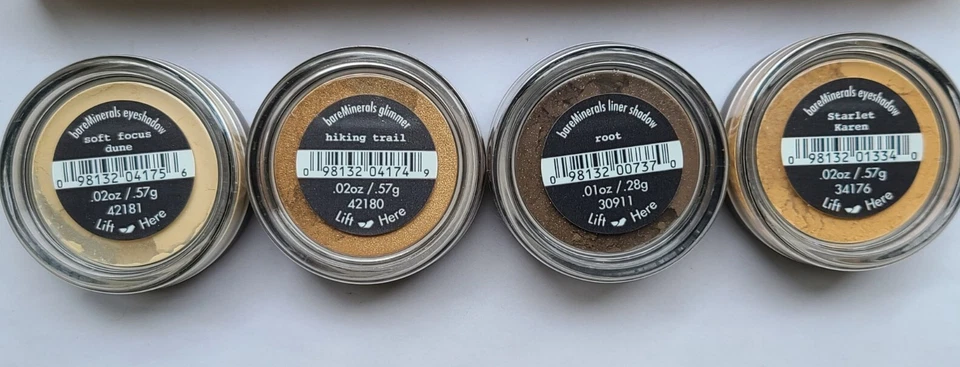 bareMinerals eyeshadow
soft focus
dune
0 98132 04175 6
.02oz / .57g
42181
Lift Here
bareMinerals glimmer
hiking trail
0 98132 04174 9
.02oz / .57g
42180
Lift Here
bareMinerals liner shadow
root
0 98132 00737 0
.01oz / .28g
30911
Lift Here
bareMinerals eyeshadow
Starlet
Karen
0 98132 01334 0
.02oz / .57g
34176
Lift Here